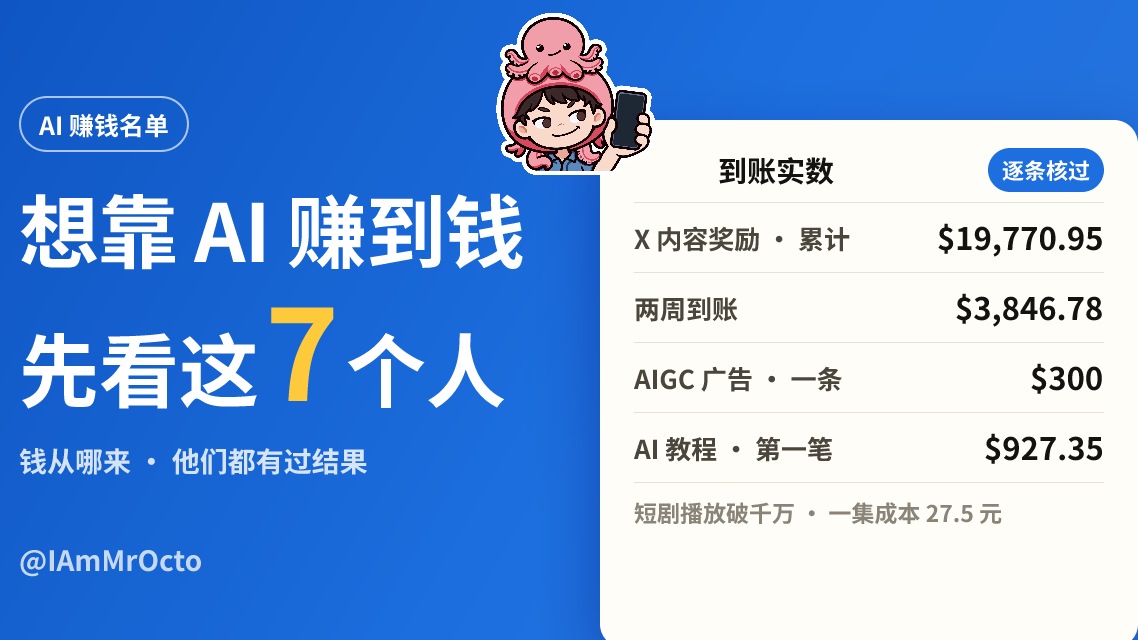 AI 赚钱名单
想靠 AI 赚到钱
先看这7个人
钱从哪来 · 他们都有过结果
@IAmMrOcto
到账实数
逐条核过
X 内容奖励 · 累计 $19,770.95
两周到账 $3,846.78
AIGC 广告 · 一条 $300
AI 教程 · 第一笔 $927.35
短剧播放破千万 · 一集成本 27.5 元